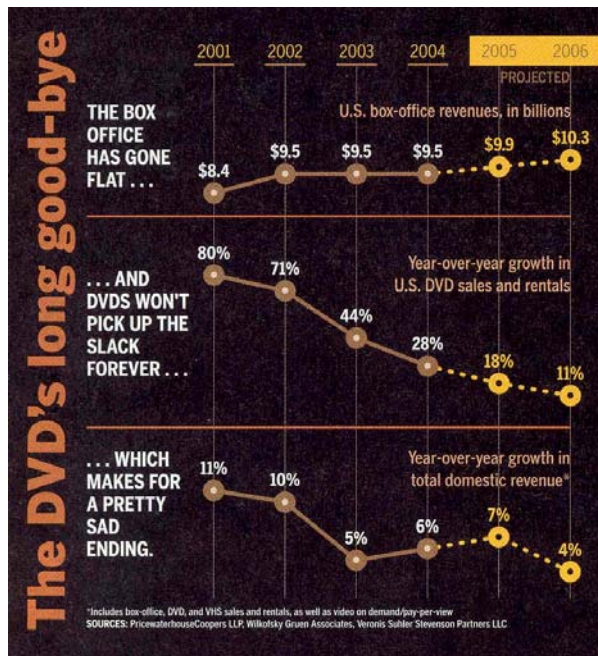 The DVD's long good-bye
2001 2002 2003 2004 2005 2006
PROJECTED
THE BOX
OFFICE
HAS GONE
FLAT . . .
U.S. box-office revenues, in billions
$8.4 $9.5 $9.5 $9.5 $9.9 $10.3
. . . AND
DVDS WON'T
PICK UP THE
SLACK
FOREVER . . .
Year-over-year growth in
U.S. DVD sales and rentals
80% 71% 44% 28% 18% 11%
. . . WHICH
MAKES FOR
A PRETTY
SAD
ENDING.
Year-over-year growth in
total domestic revenue*
11% 10% 5% 6% 7% 4%
*Includes box-office, DVD, and VHS sales and rentals, as well as video on demand/pay-per-view
SOURCES: PricewaterhouseCoopers LLP, Wilkofsky Gruen Associates, Veronis Suhler Stevenson Partners LLC